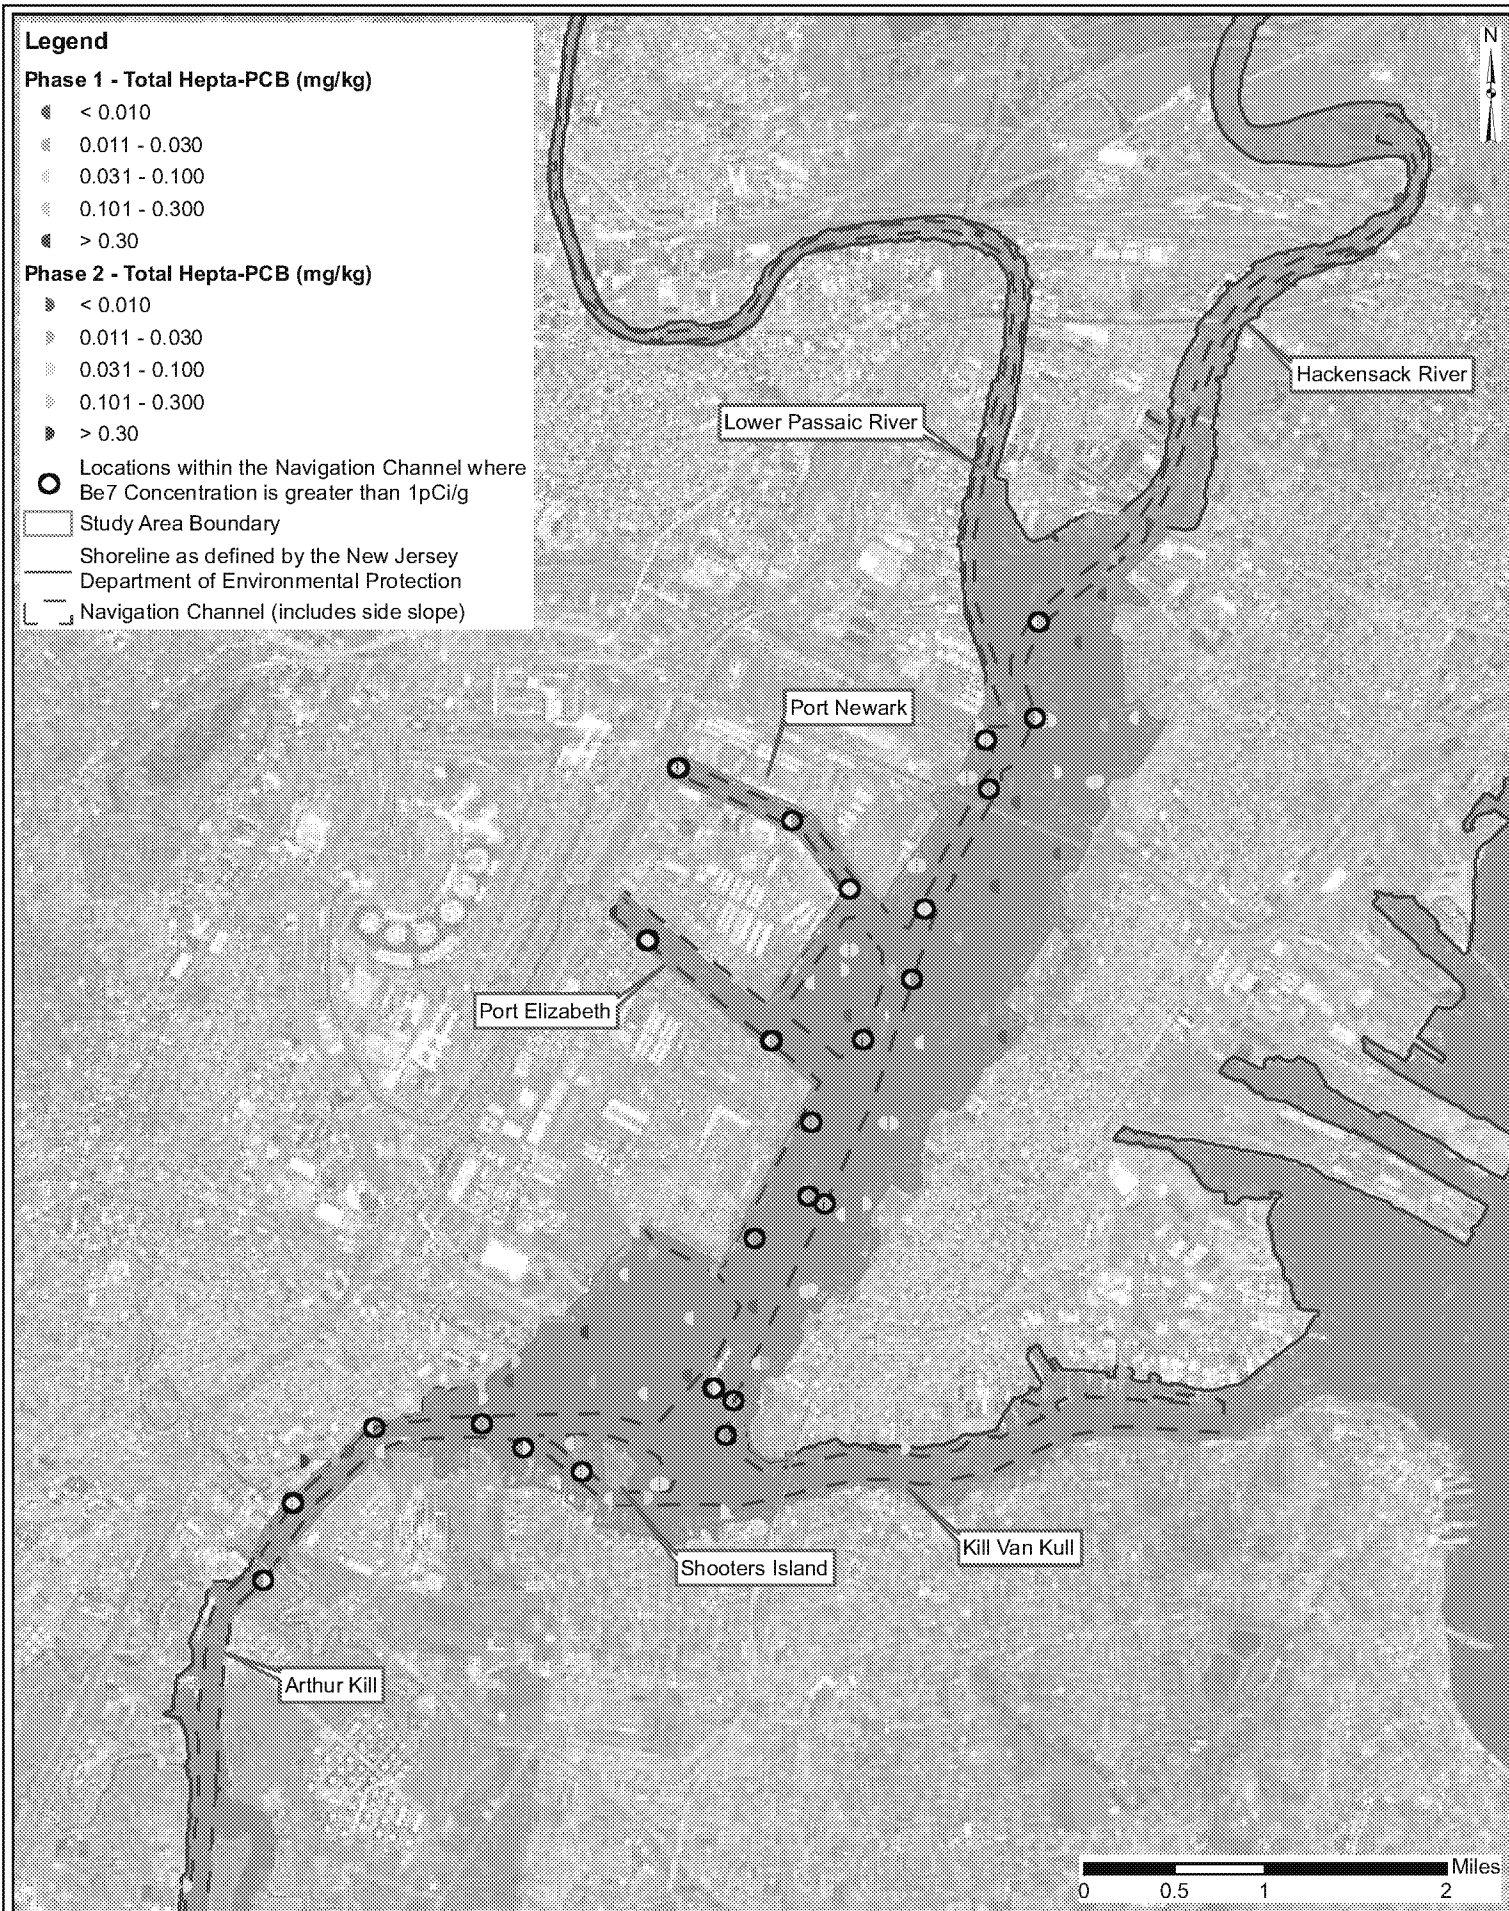 Legend
Phase 1 - Total Hepta-PCB (mg/kg)
< 0.010
0.011 - 0.030
0.031 - 0.100
0.101 - 0.300
> 0.30
Phase 2 - Total Hepta-PCB (mg/kg)
< 0.010
0.011 - 0.030
0.031 - 0.100
0.101 - 0.300
> 0.30
Locations within the Navigation Channel where
Be7 Concentration is greater than 1pCi/g
Study Area Boundary
Shoreline as defined by the New Jersey
Department of Environmental Protection
Navigation Channel (includes side slope)
N
Hackensack River
Lower Passaic River
Port Newark
Port Elizabeth
Kill Van Kull
Shooters Island
Arthur Kill
Miles
0 0.5 1 2